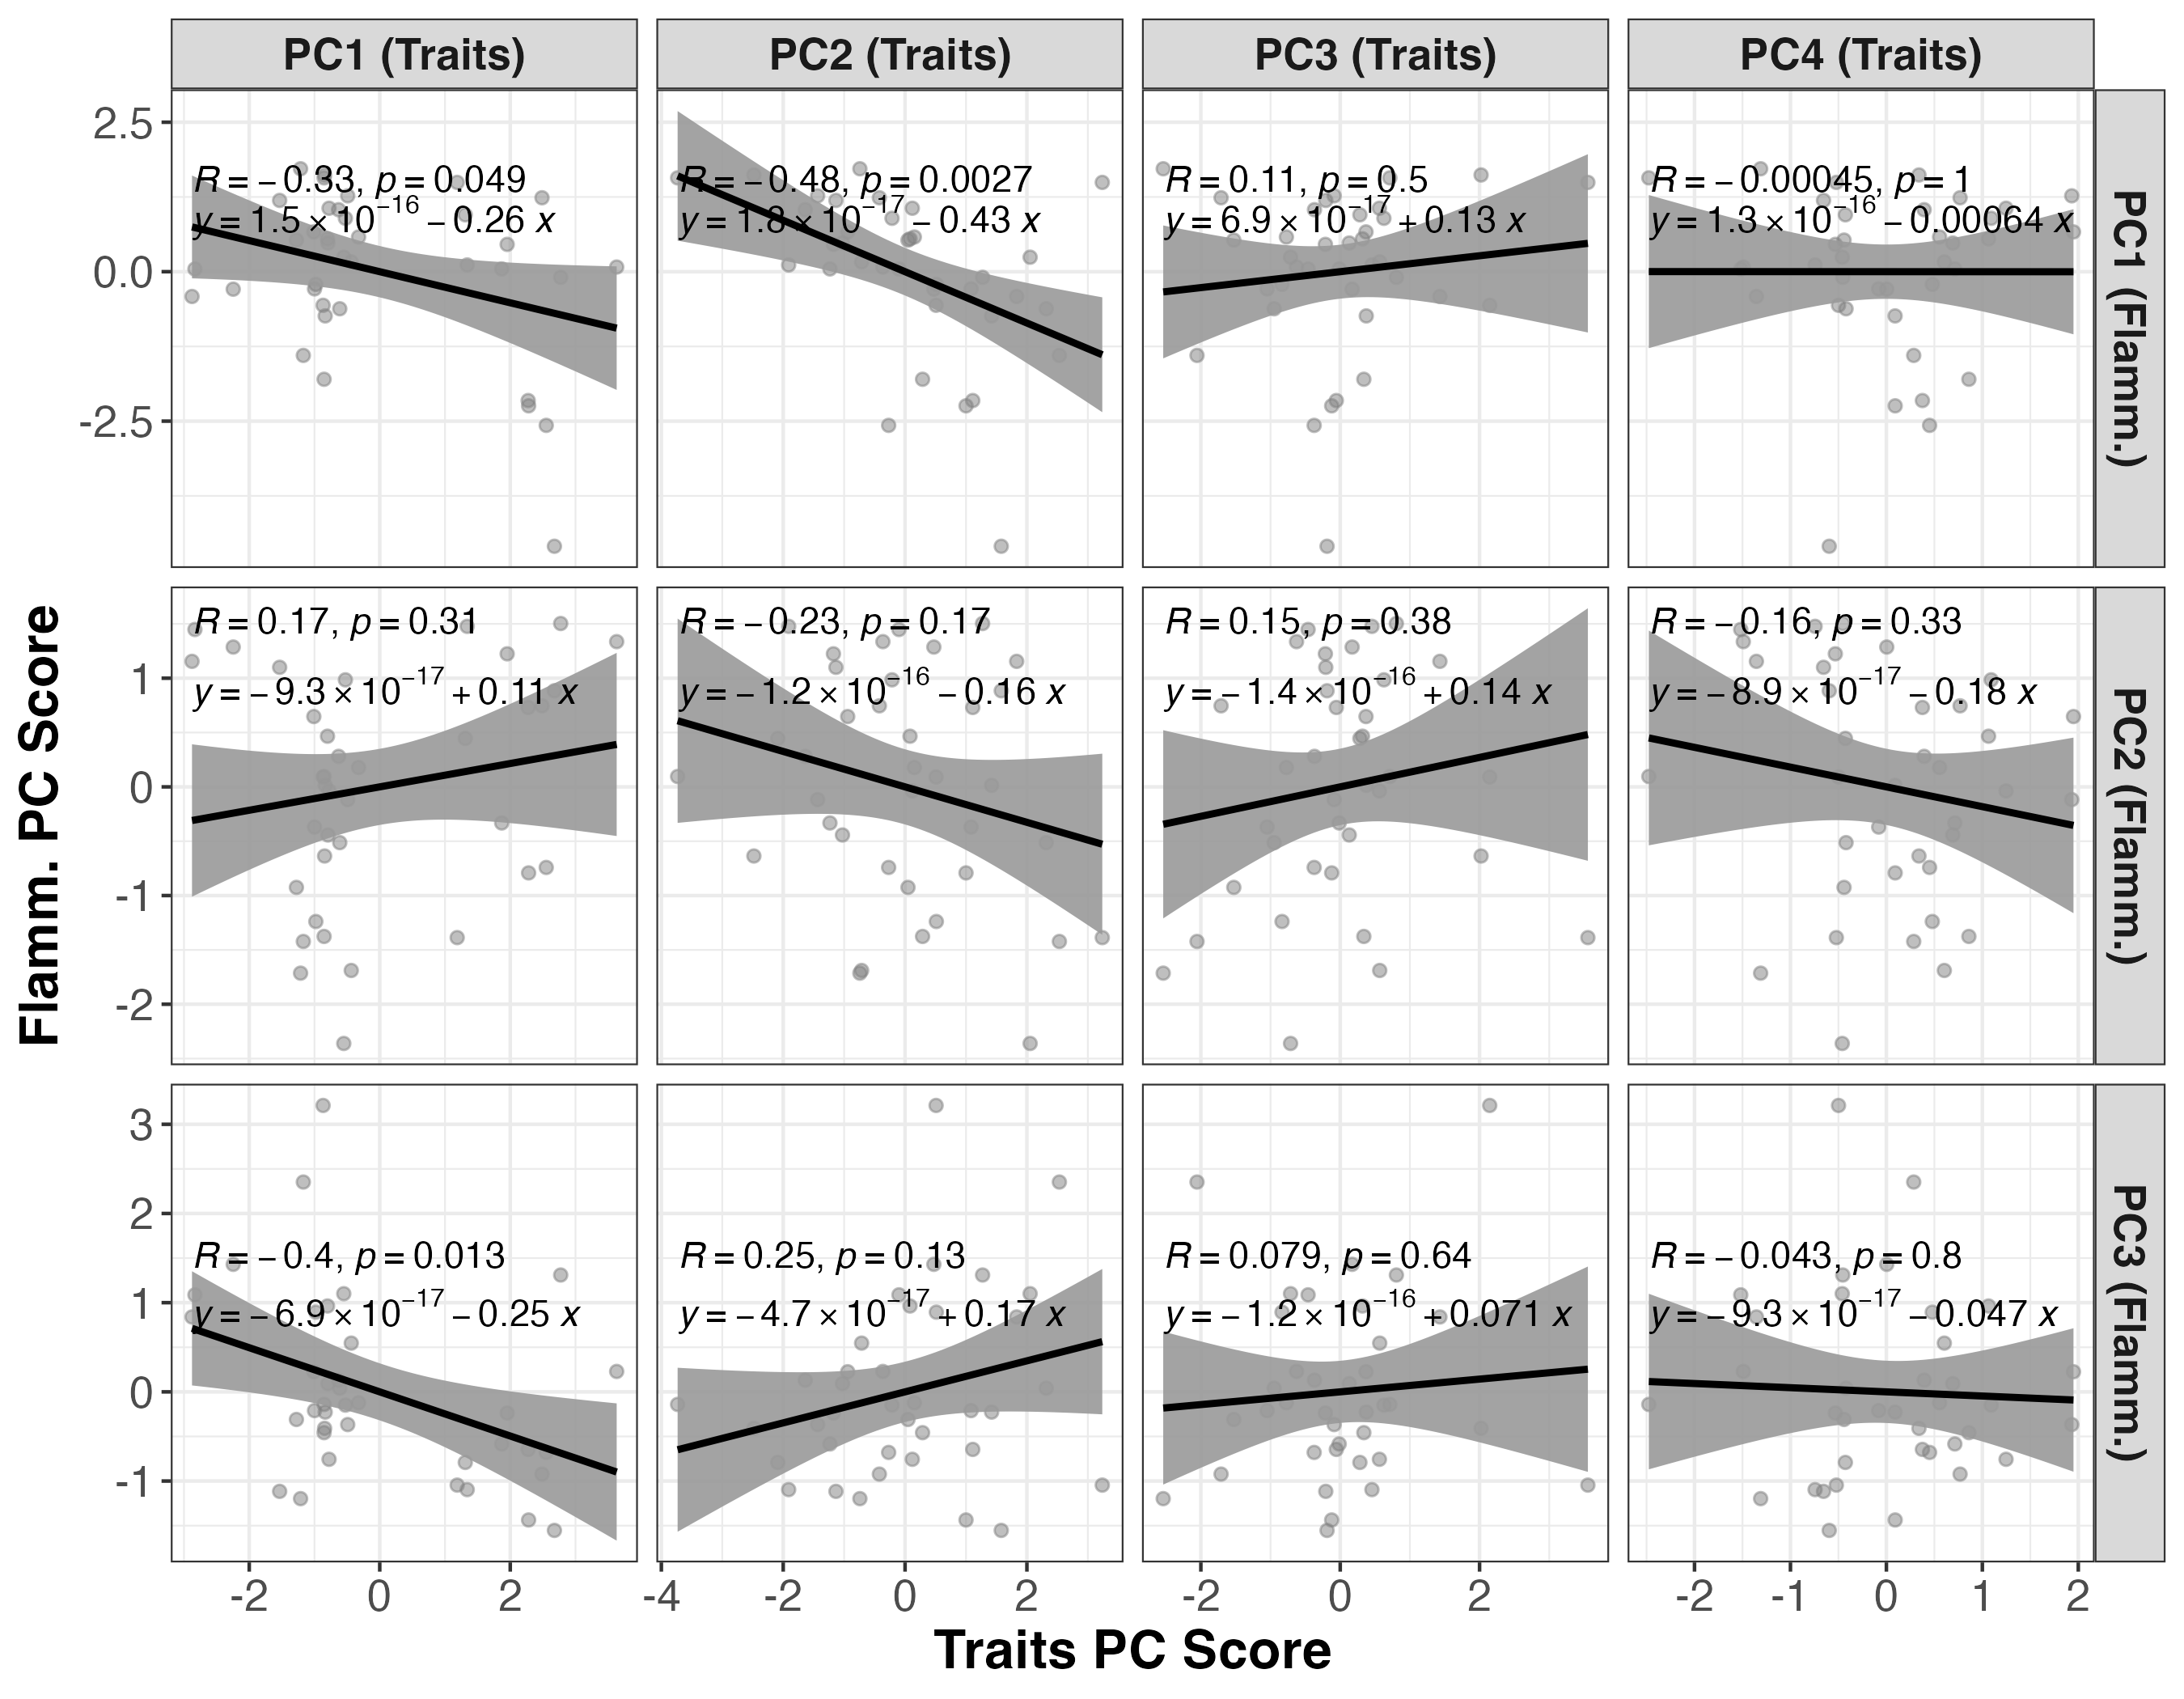 PC1 (Traits) PC2 (Traits) PC3 (Traits) PC4 (Traits)
2.5
0.0
-2.5
R = −0.33, p = 0.049
y = 1.5 × 10⁻¹⁶ − 0.26 x
R = −0.48, p = 0.0027
y = 1.8 × 10⁻¹⁷ − 0.43 x
R = 0.11, p = 0.5
y = 6.9 × 10⁻¹⁷ + 0.13 x
R = −0.00045, p = 1
y = 1.3 × 10⁻¹⁶ − 0.00064 x
PC1 (Flamm.)
Flamm. PC Score
1
0
-1
-2
R = 0.17, p = 0.31
y = −9.3 × 10⁻¹⁷ + 0.11 x
R = −0.23, p = 0.17
y = −1.2 × 10⁻¹⁶ − 0.16 x
R = 0.15, p = 0.38
y = −1.4 × 10⁻¹⁶ + 0.14 x
R = −0.16, p = 0.33
y = −8.9 × 10⁻¹⁷ − 0.18 x
PC2 (Flamm.)
3
2
1
0
-1
R = −0.4, p = 0.013
y = −6.9 × 10⁻¹⁷ − 0.25 x
R = 0.25, p = 0.13
y = −4.7 × 10⁻¹⁷ + 0.17 x
R = 0.079, p = 0.64
y = −1.2 × 10⁻¹⁶ + 0.071 x
R = −0.043, p = 0.8
y = −9.3 × 10⁻¹⁷ − 0.047 x
PC3 (Flamm.)
-2 0 2 -4 -2 0 2 -2 0 2 -2 -1 0 1 2
Traits PC Score